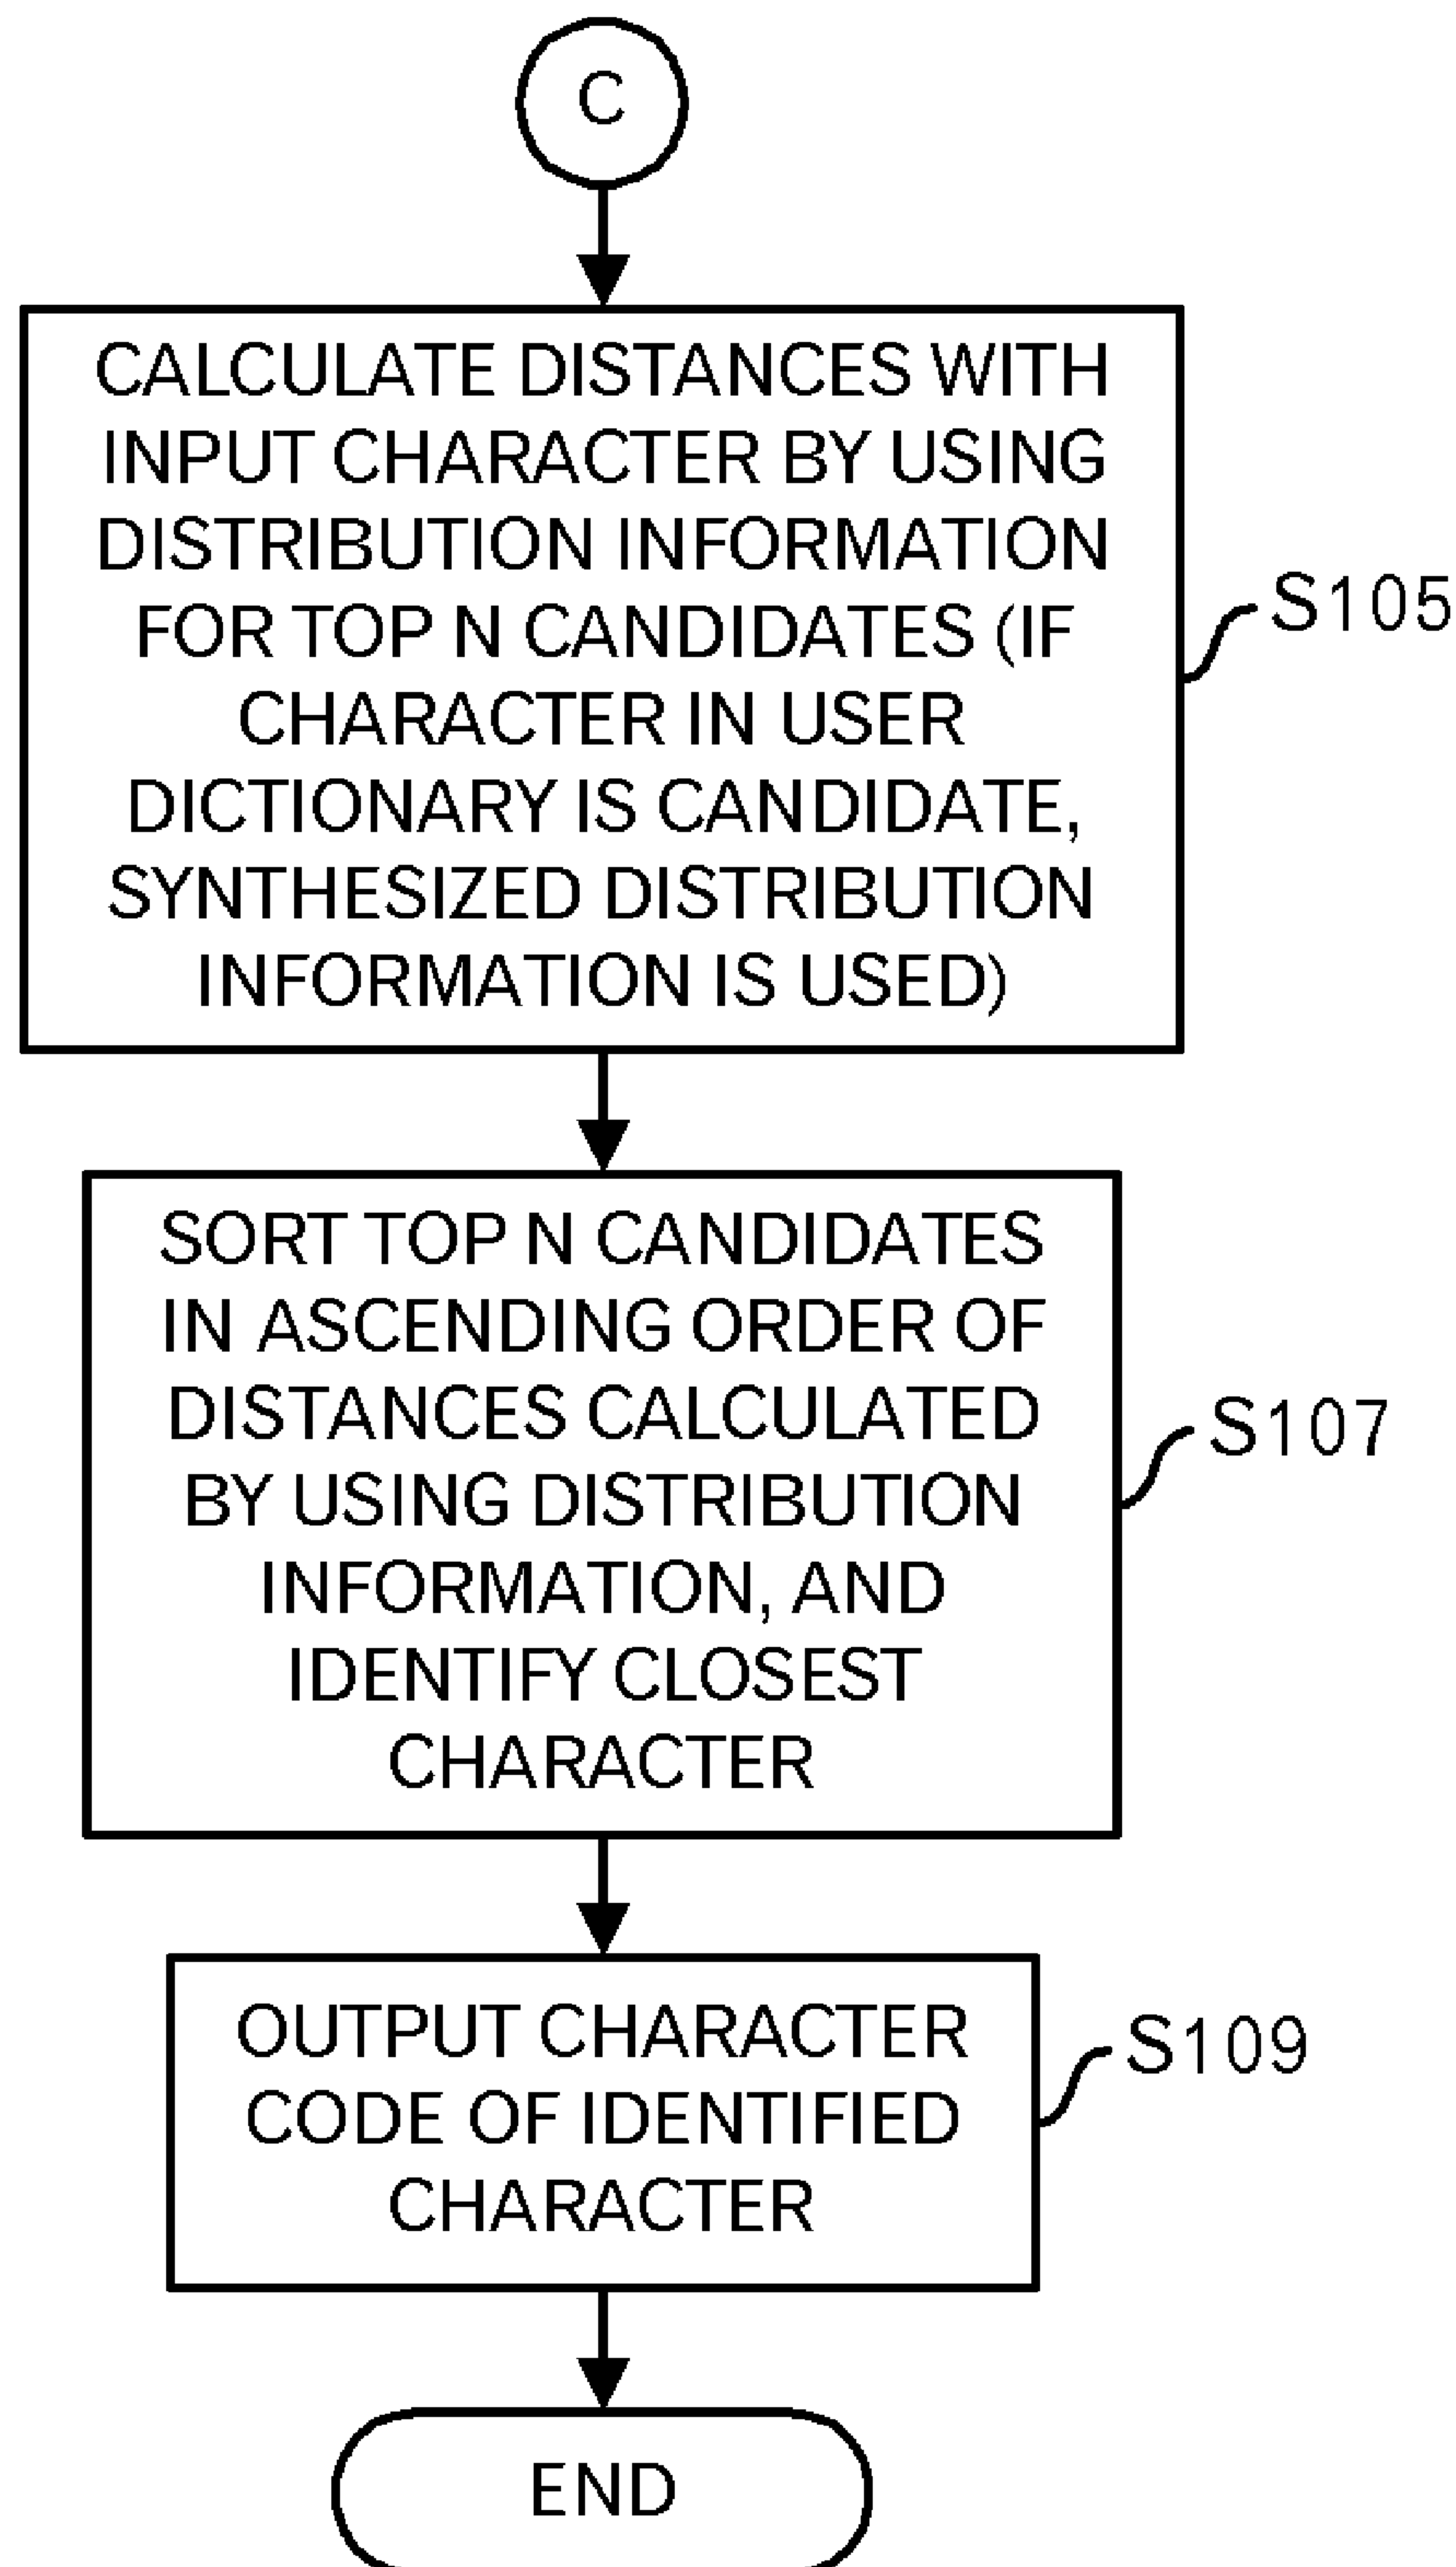 C
CALCULATE DISTANCES WITH
INPUT CHARACTER BY USING
DISTRIBUTION INFORMATION
FOR TOP N CANDIDATES (IF
CHARACTER IN USER
DICTIONARY IS CANDIDATE,
SYNTHESIZED DISTRIBUTION
INFORMATION IS USED)
S105
SORT TOP N CANDIDATES
IN ASCENDING ORDER OF
DISTANCES CALCULATED
BY USING DISTRIBUTION
INFORMATION, AND
IDENTIFY CLOSEST
CHARACTER
S107
OUTPUT CHARACTER
CODE OF IDENTIFIED
CHARACTER
S109
END